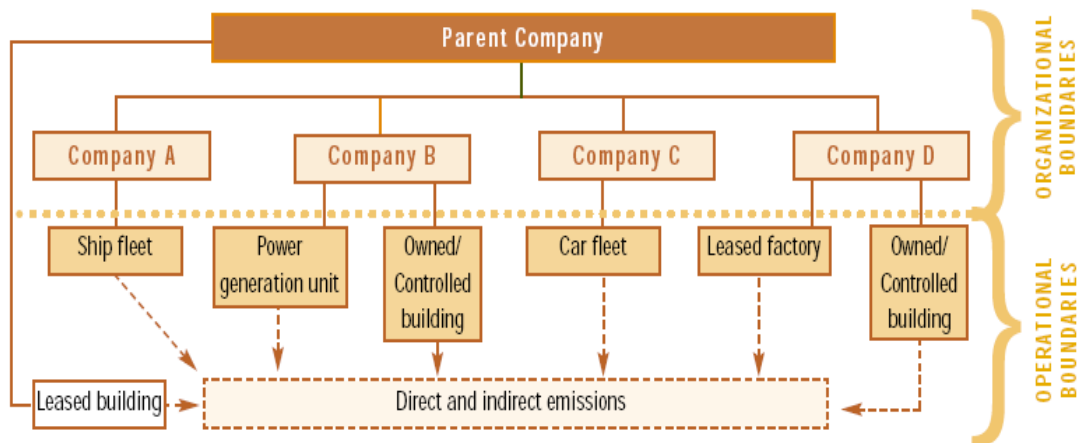 Parent Company
Company A
Company B
Company C
Company D
Ship fleet
Power
generation unit
Owned/
Controlled
building
Car fleet
Leased factory
Owned/
Controlled
building
Leased building
Direct and indirect emissions
ORGANIZATIONAL
BOUNDARIES
OPERATIONAL
BOUNDARIES